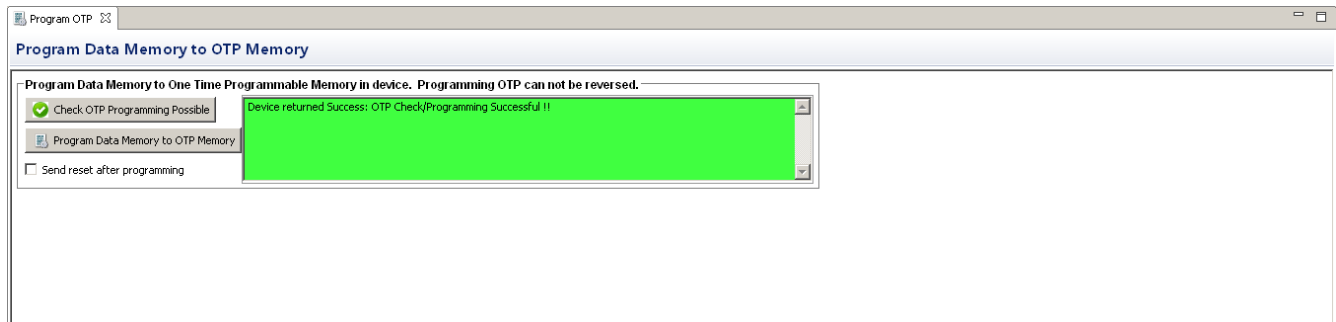 Program OTP
Program Data Memory to OTP Memory
Program Data Memory to One Time Programmable Memory in device. Programming OTP can not be reversed.
Check OTP Programming Possible
Device returned Success: OTP Check/Programming Successful !!
Program Data Memory to OTP Memory
Send reset after programming